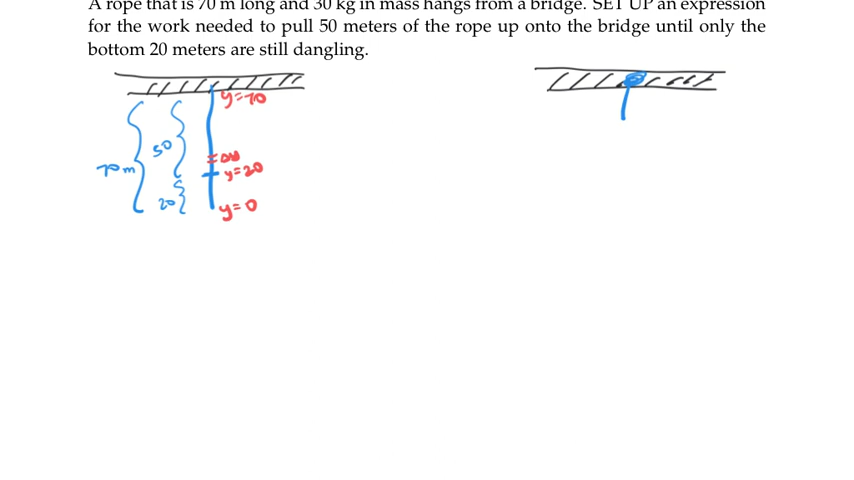 A rope that is 70 m long and 30 kg in mass hangs from a bridge. SET UP an expression
for the work needed to pull 50 meters of the rope up onto the bridge until only the
bottom 20 meters are still dangling.
y=70
50
70m
y=20
20
y=0